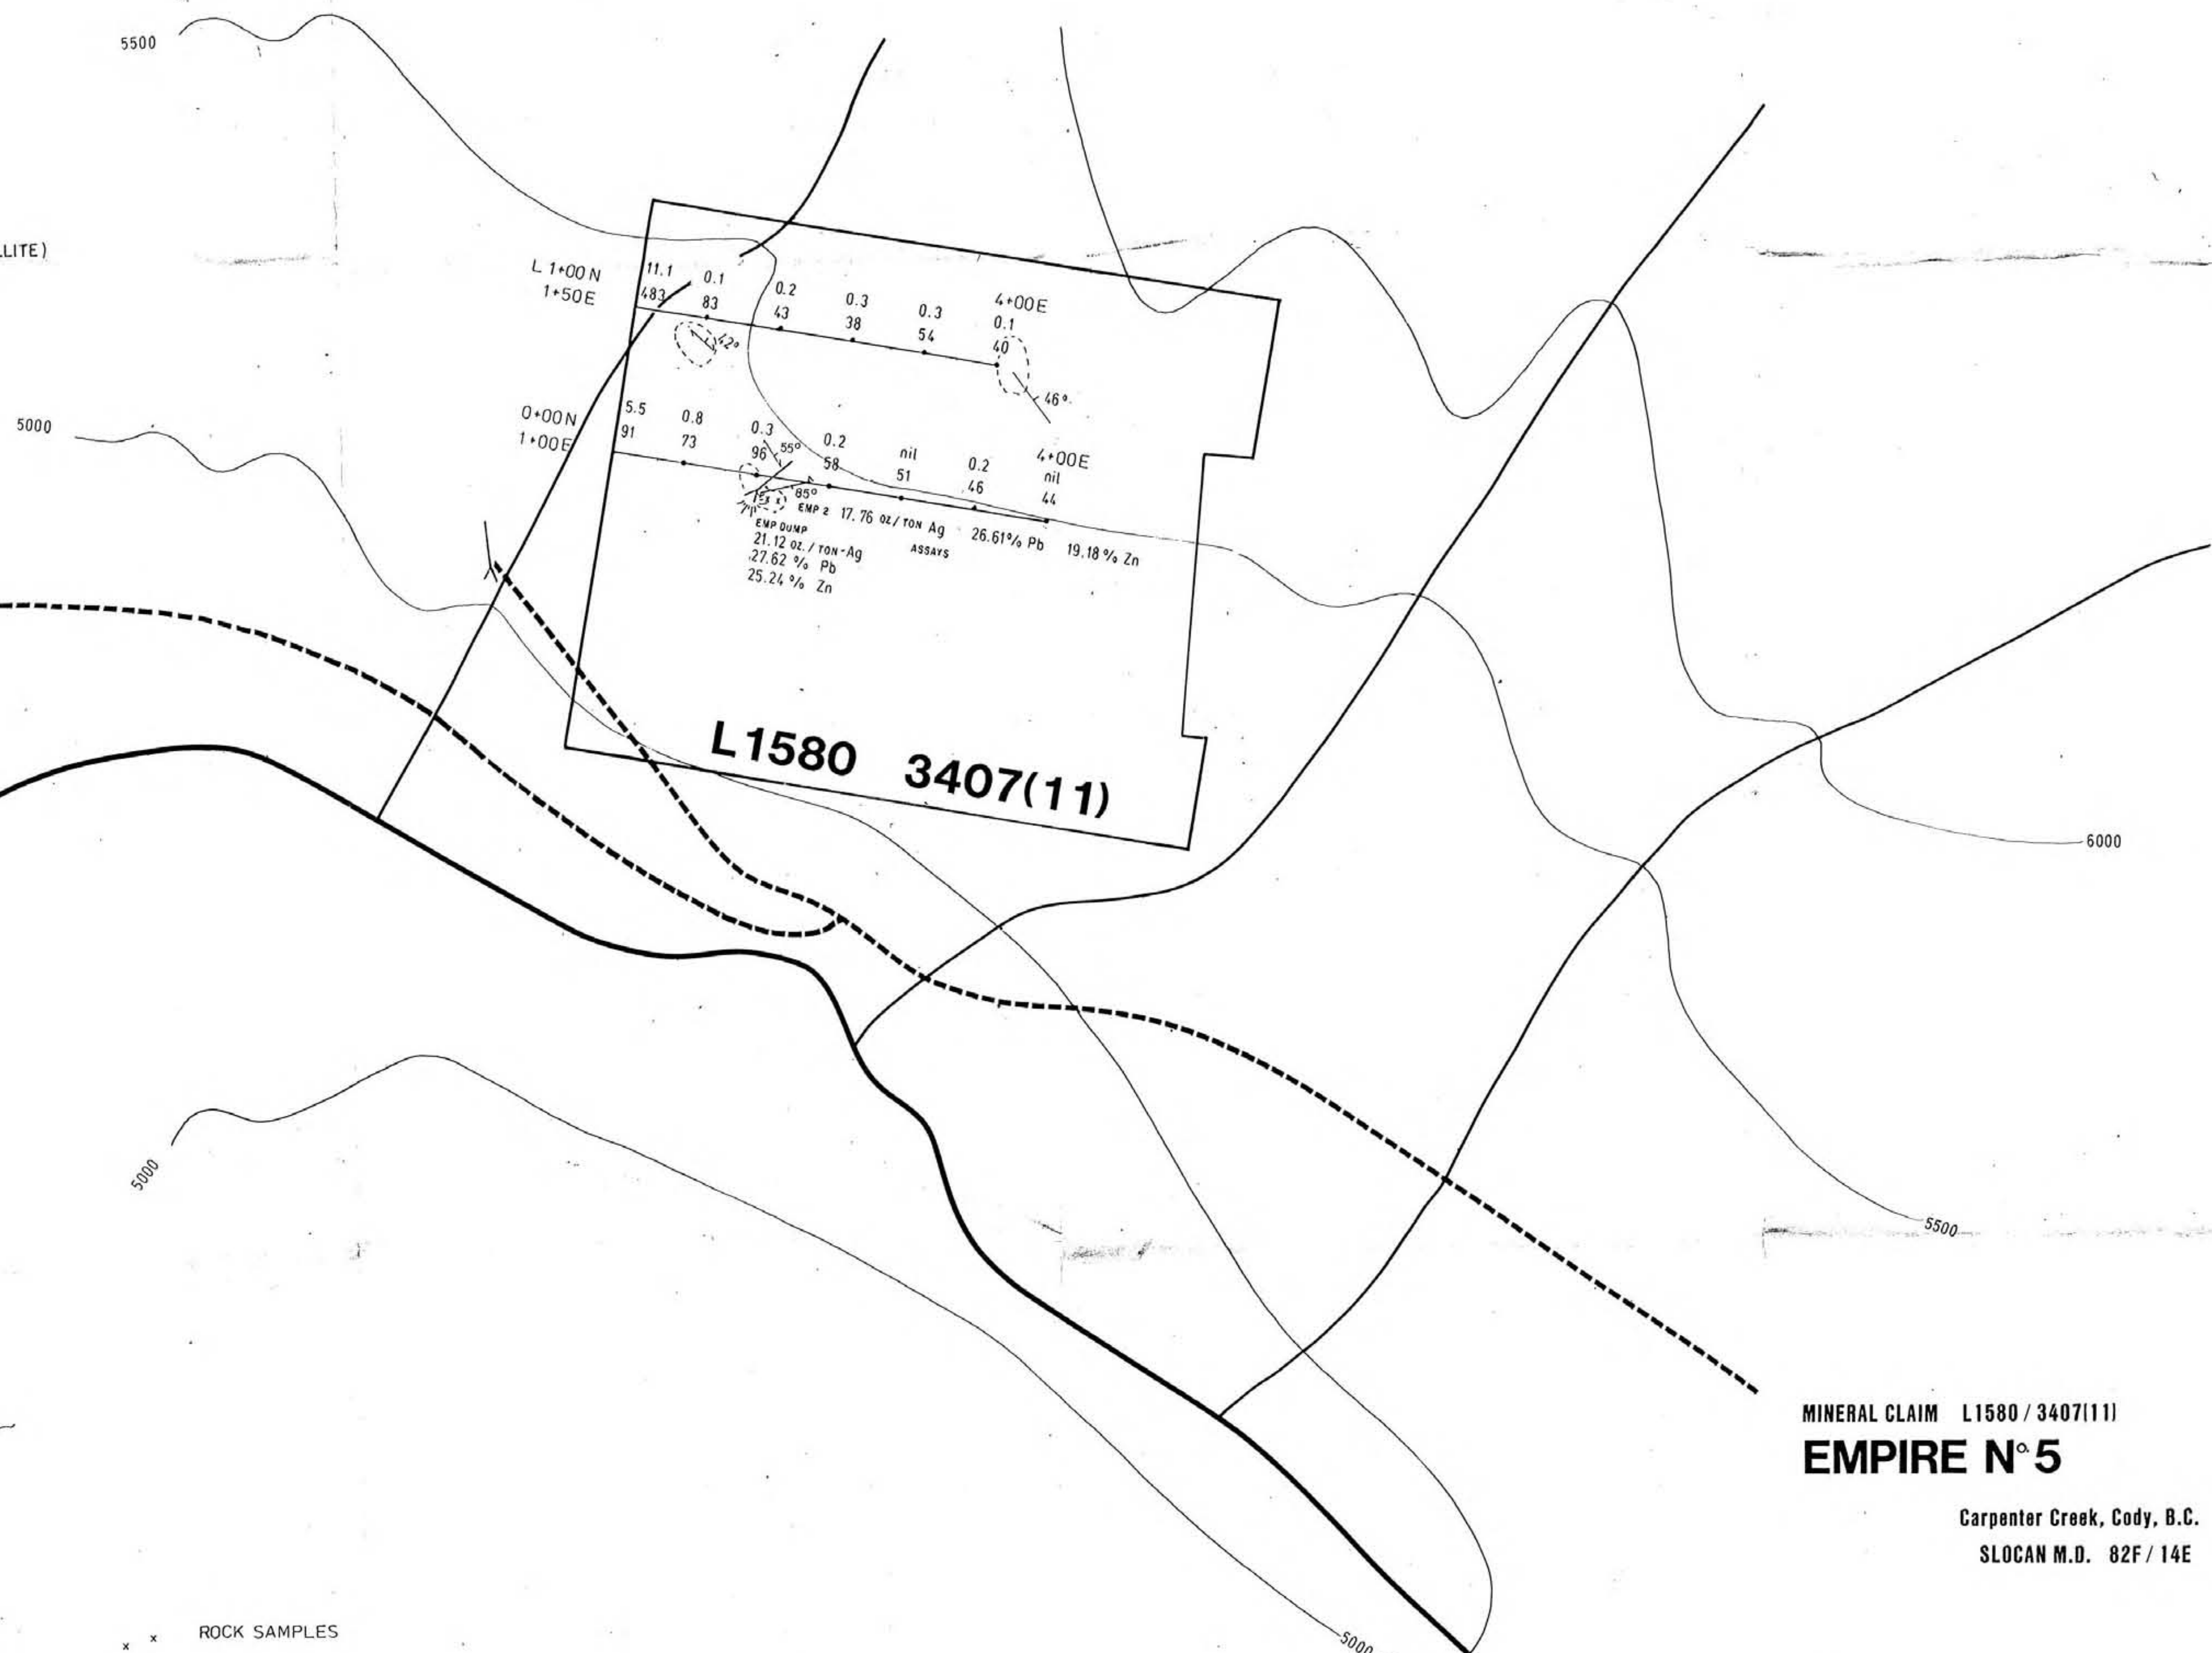 5500
LLITE)
L 1+00 N
1+50E
11.1 0.1 0.2 0.3 0.3 4+00E 0.1
483 83 43 38 54 40
42°
46°
5000
0+00N
1+00E
5.5 0.8 0.3 0.2 nil 0.2 4+00E nil
91 73 96 58 51 46 44
55°
85°
x x
EMP 2 17.76 OZ/TON Ag 26.61% Pb 19.18% Zn
ASSAYS
EMP DUMP
21.12 OZ./TON-Ag
27.62 % Pb
25.24 % Zn
L1580 3407(11)
6000
5000
5500
5000
MINERAL CLAIM L1580/3407(11)
EMPIRE Nº 5
Carpenter Creek, Cody, B.C.
SLOCAN M.D. 82F/14E
x x ROCK SAMPLES